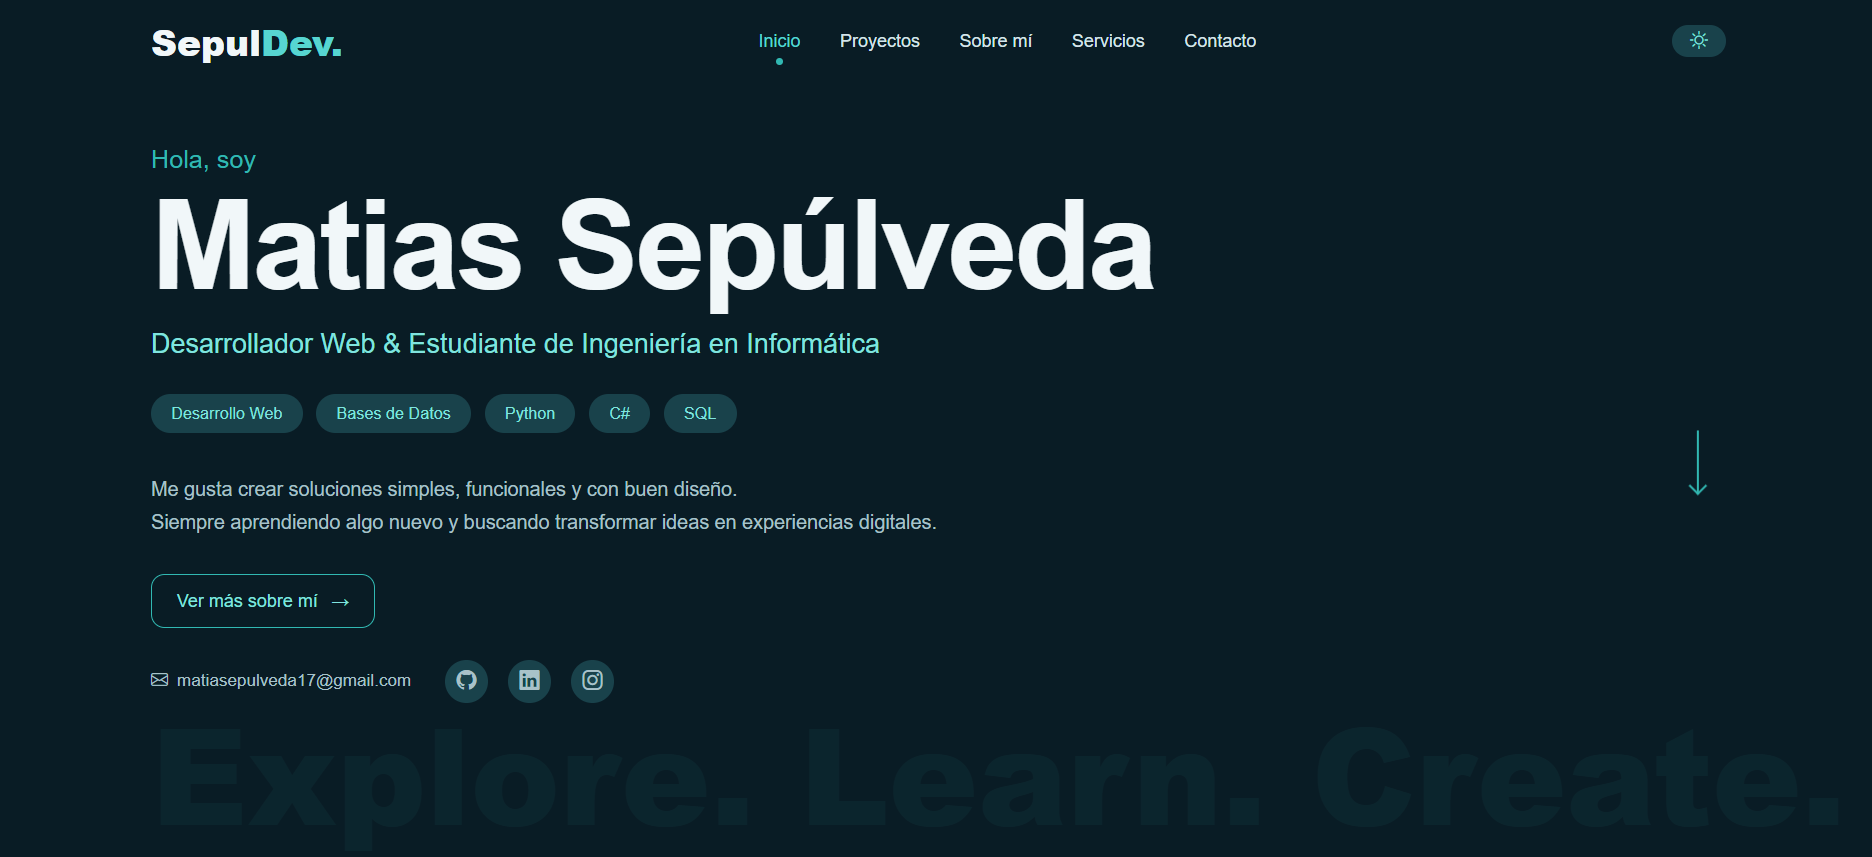 SepulDev.
Inicio Proyectos Sobre mí Servicios Contacto
Hola, soy
Matias Sepúlveda
Desarrollador Web & Estudiante de Ingeniería en Informática
Desarrollo Web Bases de Datos Python C# SQL
Me gusta crear soluciones simples, funcionales y con buen diseño.
Siempre aprendiendo algo nuevo y buscando transformar ideas en experiencias digitales.
Ver más sobre mí →
matiasepulveda17@gmail.com
Explore. Learn. Create.